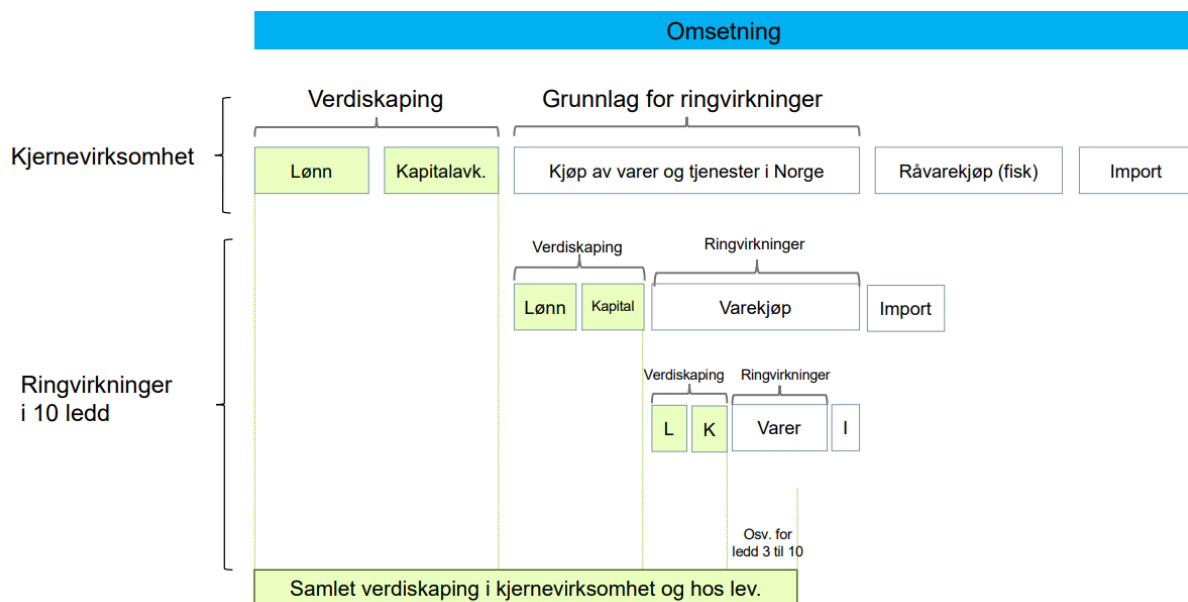 Omsetning
Verdiskaping
Grunnlag for ringvirkninger
Kjernevirksomhet
Lønn
Kapitalavk.
Kjøp av varer og tjenester i Norge
Råvarekjøp (fisk)
Import
Verdiskaping
Ringvirkninger
Lønn
Kapital
Varekjøp
Import
Ringvirkninger
i 10 ledd
Verdiskaping
Ringvirkninger
L
K
Varer
I
Osv. for
ledd 3 til 10
Samlet verdiskaping i kjernevirksomhet og hos lev.